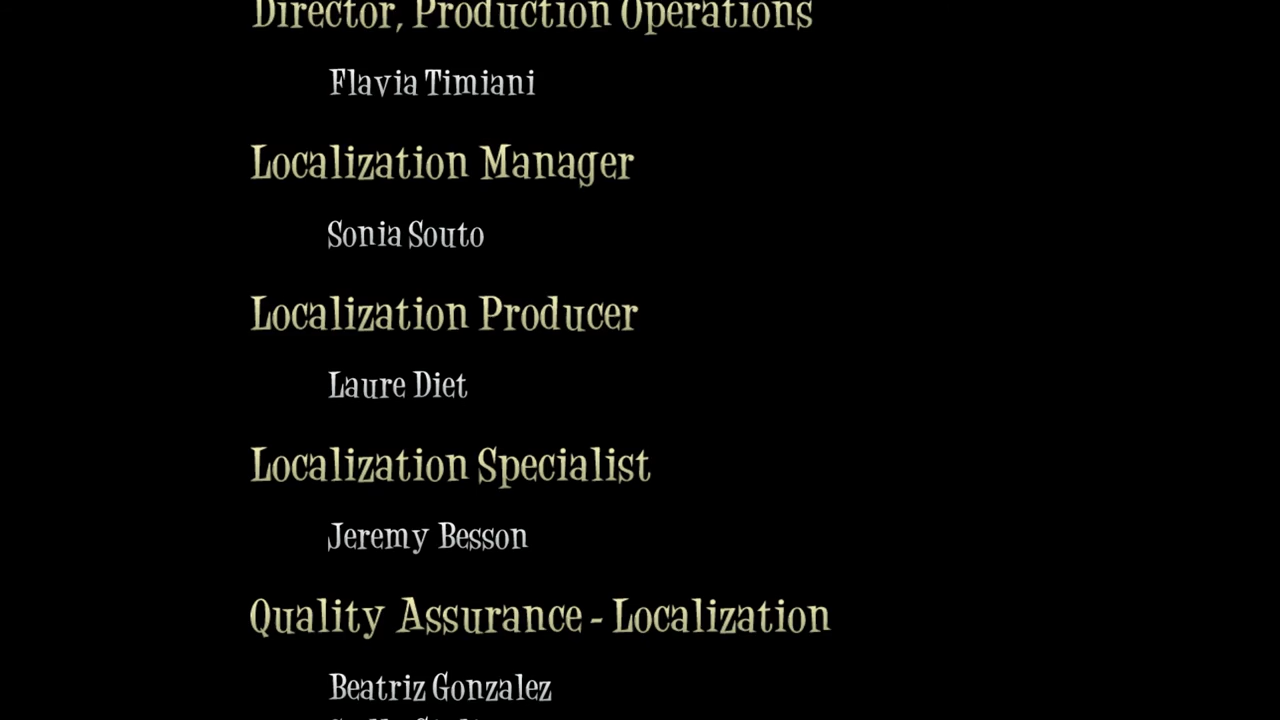 Director, Production Operations
Flavia Timiani
Localization Manager
Sonia Souto
Localization Producer
Laure Diet
Localization Specialist
Jeremy Besson
Quality Assurance - Localization
Beatriz Gonzalez